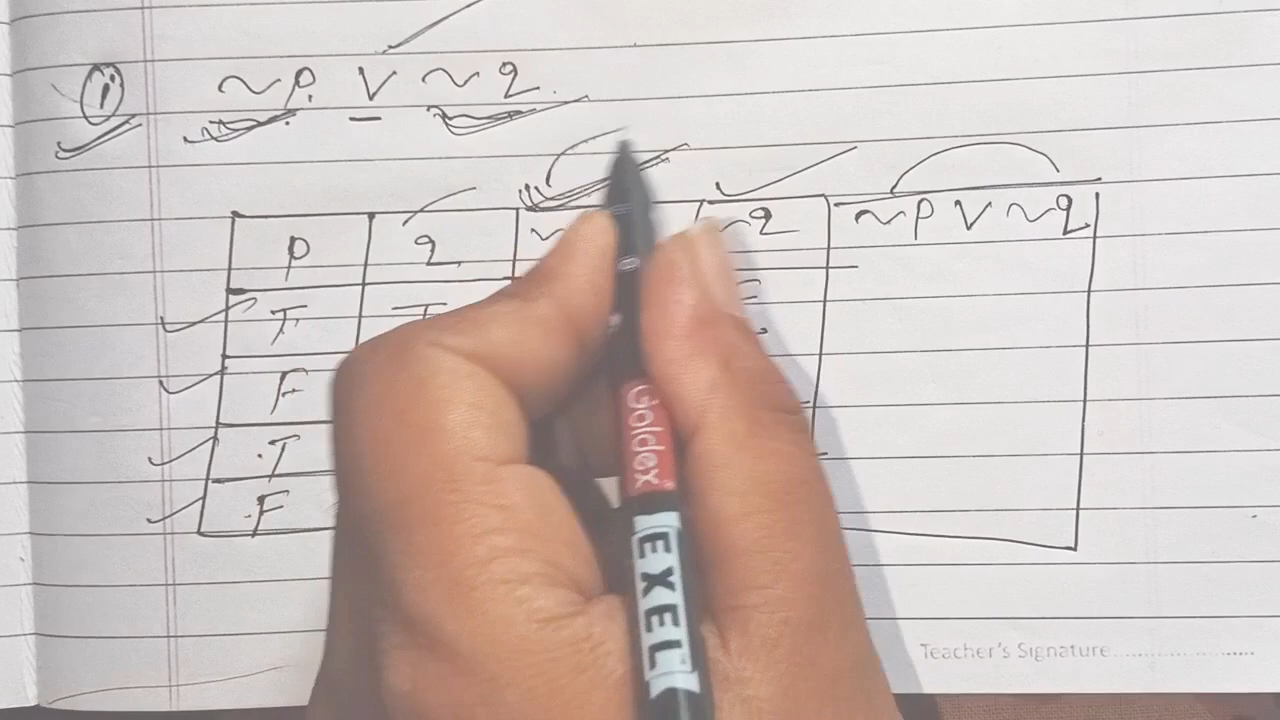 (i) ~p v ~q.
p q ~q ~p v ~q
T T F
F
T
F
Goldex
EXEL
Teacher's Signature